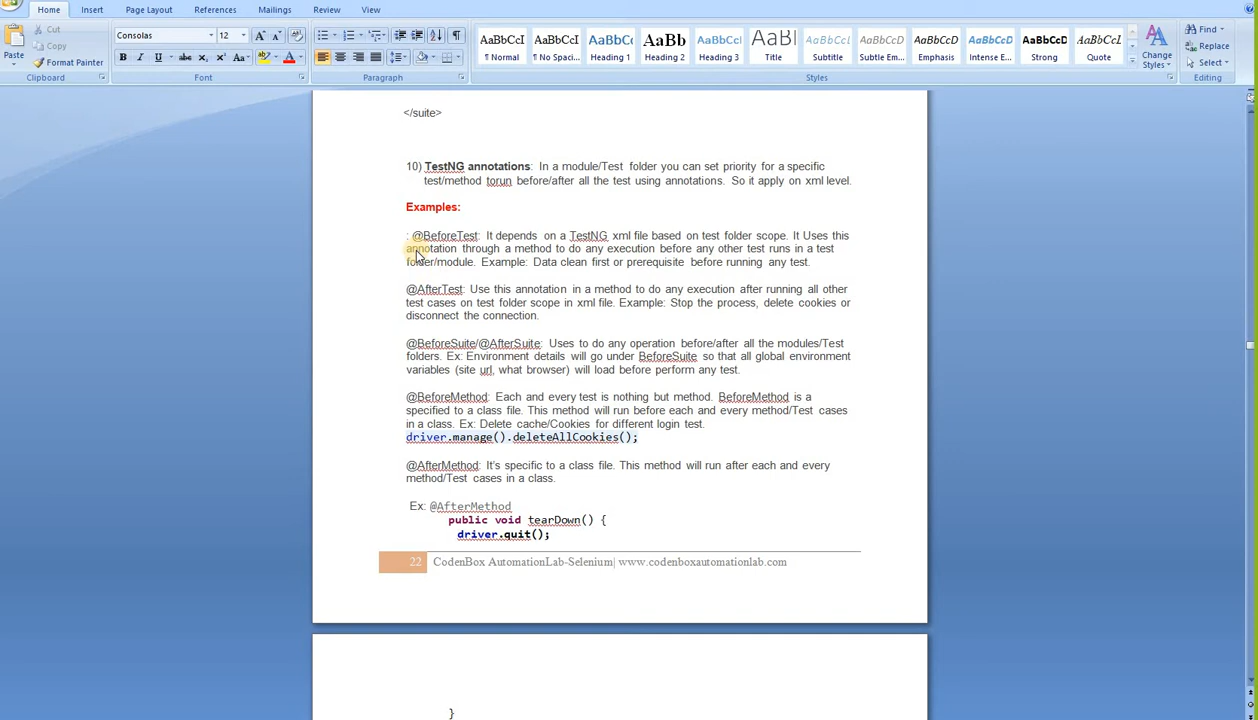 Home Insert Page Layout References Mailings Review View
Cut
Consolas 12
Find
AaBbCcI AaBbCcI AaBbC( AaBb AaBbCcI AaBl AaBbCcI AaBbCcD AaBbCcD AaBbCcD AaBbCcD AaBbCcI
Copy
Replace
Paste
Format Painter
B I U abc x₂ x² Aa
¶ Normal ¶ No Spaci... Heading 1 Heading 2 Heading 3 Title Subtitle Subtle Em... Emphasis Intense E... Strong Quote
Change Styles
Select
Clipboard Font Paragraph Styles Editing
</suite>
10) TestNG annotations: In a module/Test folder you can set priority for a specific
test/method torun before/after all the test using annotations. So it apply on xml level.
Examples:
: @BeforeTest: It depends on a TestNG xml file based on test folder scope. It Uses this
annotation through a method to do any execution before any other test runs in a test
folder/module. Example: Data clean first or prerequisite before running any test.
@AfterTest: Use this annotation in a method to do any execution after running all other
test cases on test folder scope in xml file. Example: Stop the process, delete cookies or
disconnect the connection.
@BeforeSuite/@AfterSuite: Uses to do any operation before/after all the modules/Test
folders. Ex: Environment details will go under BeforeSuite so that all global environment
variables (site url, what browser) will load before perform any test.
@BeforeMethod: Each and every test is nothing but method. BeforeMethod is a
specified to a class file. This method will run before each and every method/Test cases
in a class. Ex: Delete cache/Cookies for different login test.
driver.manage().deleteAllCookies();
@AfterMethod: It's specific to a class file. This method will run after each and every
method/Test cases in a class.
Ex: @AfterMethod
public void tearDown() {
driver.quit();
22 CodenBox AutomationLab-Selenium| www.codenboxautomationlab.com
}